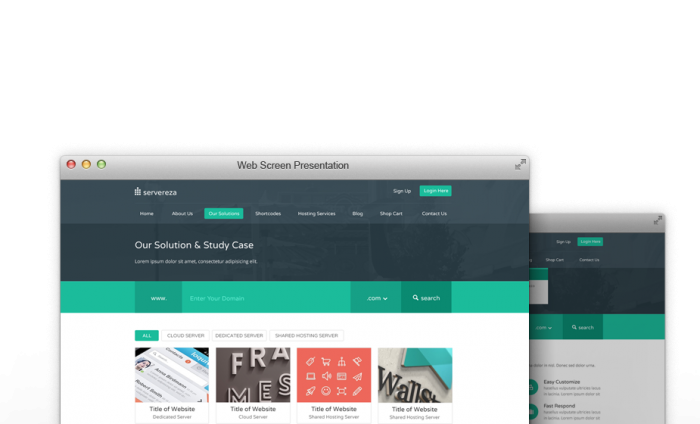 Web Screen Presentation
servereza
Sign Up
Login Here
Home
About Us
Our Solutions
Shortcodes
Hosting Services
Blog
Shop Cart
Contact Us
Our Solution & Study Case
Lorem ipsum dolor sit amet, consectetur adipiscing elit.
www.
Enter Your Domain
.com
search
ALL
CLOUD SERVER
DEDICATED SERVER
SHARED HOSTING SERVER
FRA
MES
Title of Website
Dedicated Server
Title of Website
Cloud Server
Title of Website
Shared Hosting Server
Title of Website
Shared Hosting Server
Sign Up
Login Here
Shop Cart
Contact Us
.com
search
Easy Customize
Fast Respond